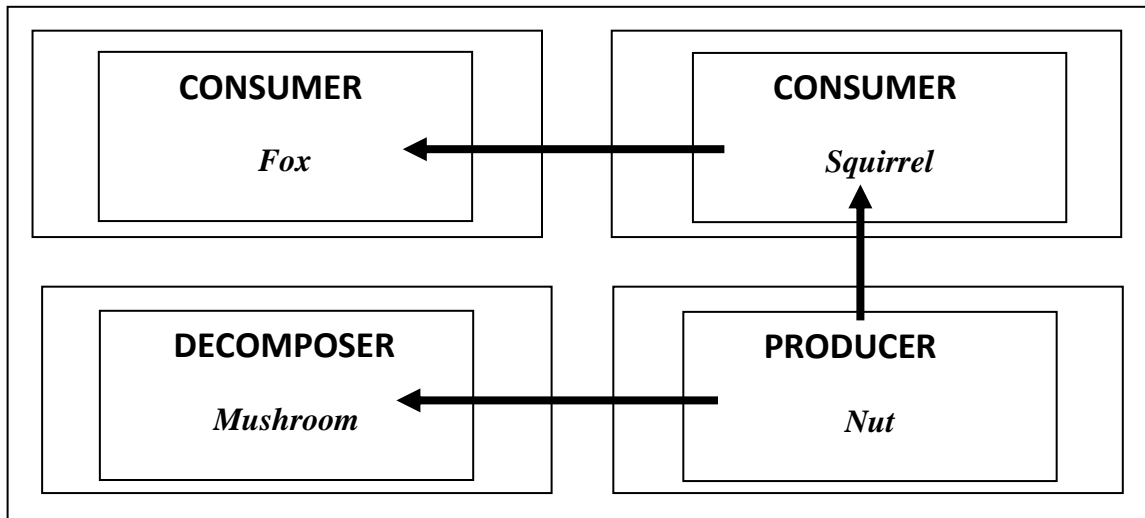 CONSUMER
Fox
CONSUMER
Squirrel
DECOMPOSER
Mushroom
PRODUCER
Nut